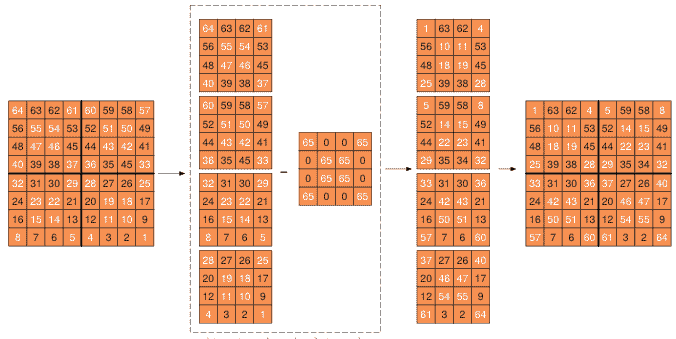 64 63 62 61 60 59 58 57
56 55 54 53 52 51 50 49
48 47 46 45 44 43 42 41
40 39 38 37 36 35 34 33
32 31 30 29 28 27 26 25
24 23 22 21 20 19 18 17
16 15 14 13 12 11 10 9
8 7 6 5 4 3 2 1
64 63 62 61
56 55 54 53
48 47 46 45
40 39 38 37
60 59 58 57
52 51 50 49
44 43 42 41
36 35 34 33
32 31 30 29
24 23 22 21
16 15 14 13
8 7 6 5
28 27 26 25
20 19 18 17
12 11 10 9
4 3 2 1
–
65 0 0 65
0 65 65 0
0 65 65 0
65 0 0 65
1 63 62 4
56 10 11 53
48 18 19 45
25 39 38 28
5 59 58 8
52 14 15 49
44 22 23 41
29 35 34 32
33 31 30 36
24 42 43 21
16 50 51 13
57 7 6 60
37 27 26 40
20 46 47 17
12 54 55 9
61 3 2 64
1 63 62 4 5 59 58 8
56 10 11 53 52 14 15 49
48 18 19 45 44 22 23 41
25 39 38 28 29 35 34 32
33 31 30 36 37 27 26 40
24 42 43 21 20 46 47 17
16 50 51 13 12 54 55 9
57 7 6 60 61 3 2 64